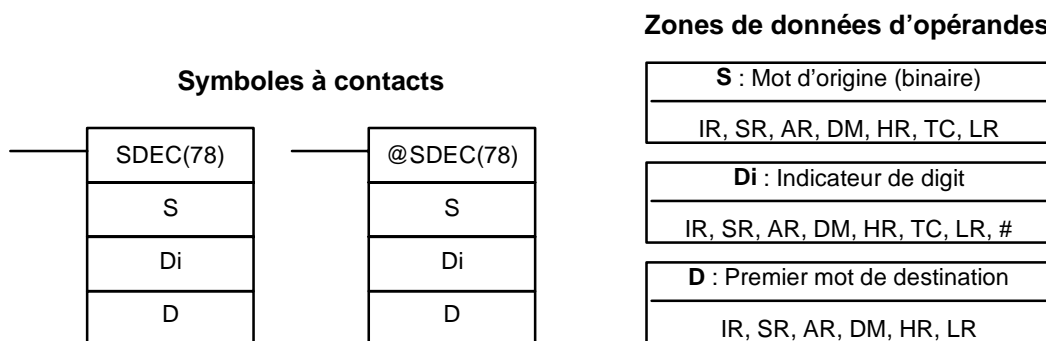 Zones de données d'opérandes
Symboles à contacts
S : Mot d'origine (binaire)
IR, SR, AR, DM, HR, TC, LR
SDEC(78)
@SDEC(78)
Di : Indicateur de digit
S
S
IR, SR, AR, DM, HR, TC, LR, #
Di
Di
D : Premier mot de destination
D
D
IR, SR, AR, DM, HR, LR